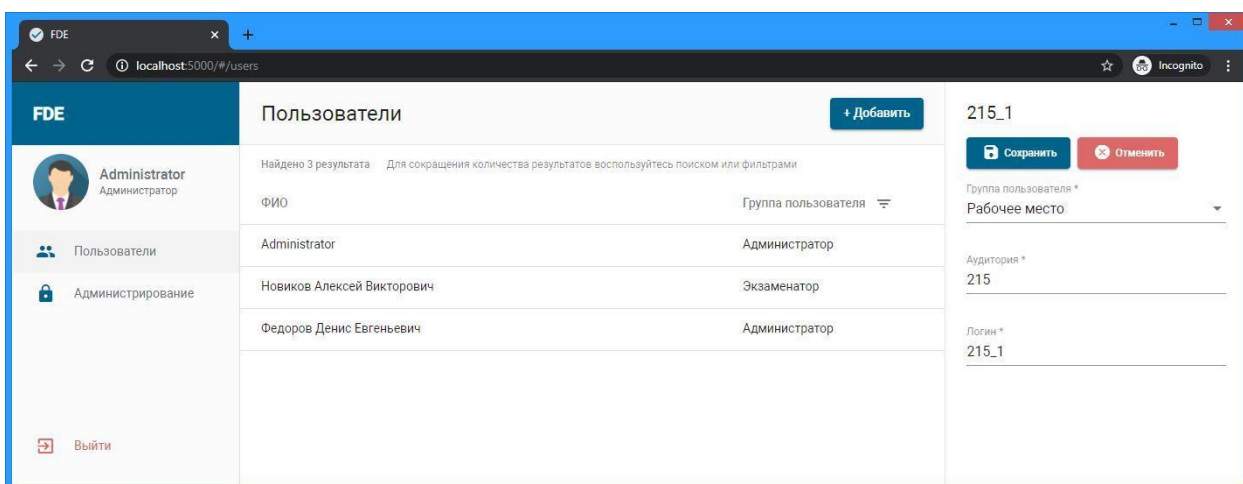 FDE
localhost:5000/#/users
Incognito
FDE
Administrator
Администратор
Пользователи
Администрирование
Выйти
Пользователи
+ Добавить
Найдено 3 результата Для сокращения количества результатов воспользуйтесь поиском или фильтрами
ФИО Группа пользователя
Administrator Администратор
Новиков Алексей Викторович Экзаменатор
Федоров Денис Евгеньевич Администратор
215_1
Сохранить Отменить
Группа пользователя *
Рабочее место
Аудитория *
215
Логин *
215_1